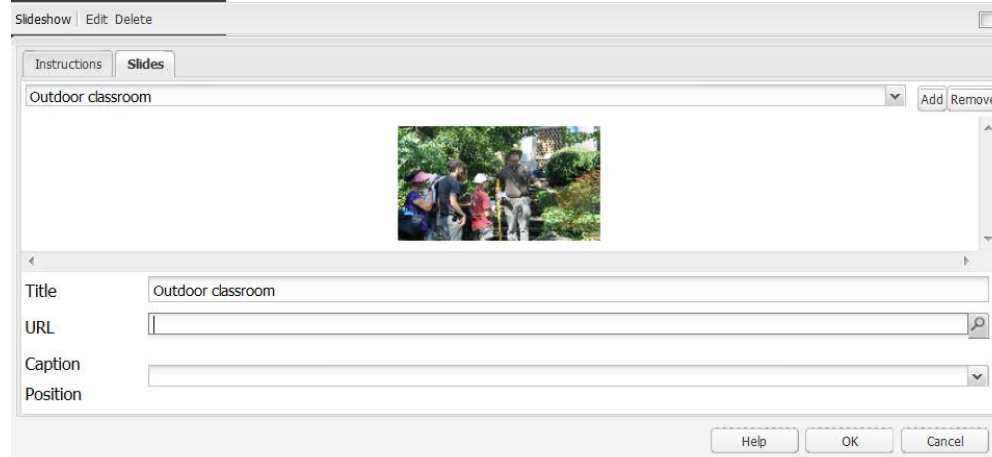 Slideshow Edit Delete
Instructions Slides
Outdoor classroom Add Remove
Title Outdoor classroom
URL
Caption
Position
Help OK Cancel